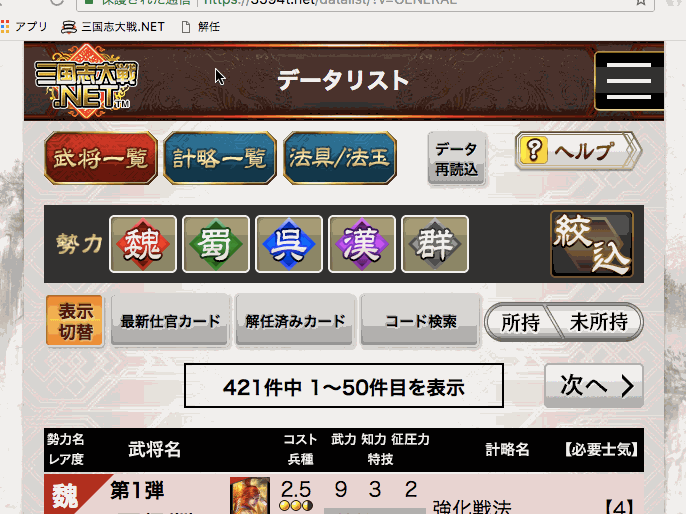 保護された通信 https://3594t.net/datalist/?v=GENERAL
アプリ 三国志大戦.NET 解任
三国志大戦
.NET TM
データリスト
武将一覧 計略一覧 法具/法玉 データ再読込 ? ヘルプ
勢力 魏 蜀 呉 漢 群 絞込
表示切替 最新仕官カード 解任済みカード コード検索 所持 未所持
421件中 1〜50件目を表示 次へ
勢力名 コスト 武力 知力 征圧力
武将名 計略名 【必要士気】
レア度 兵種 特技
魏 第1弾 2.5 9 3 2
強化戦法 【4】